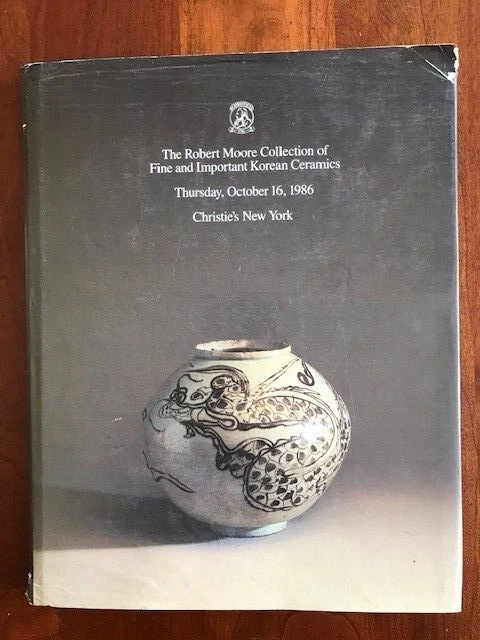 The Robert Moore Collection of
Fine and Important Korean Ceramics
Thursday, October 16, 1986
Christie's New York